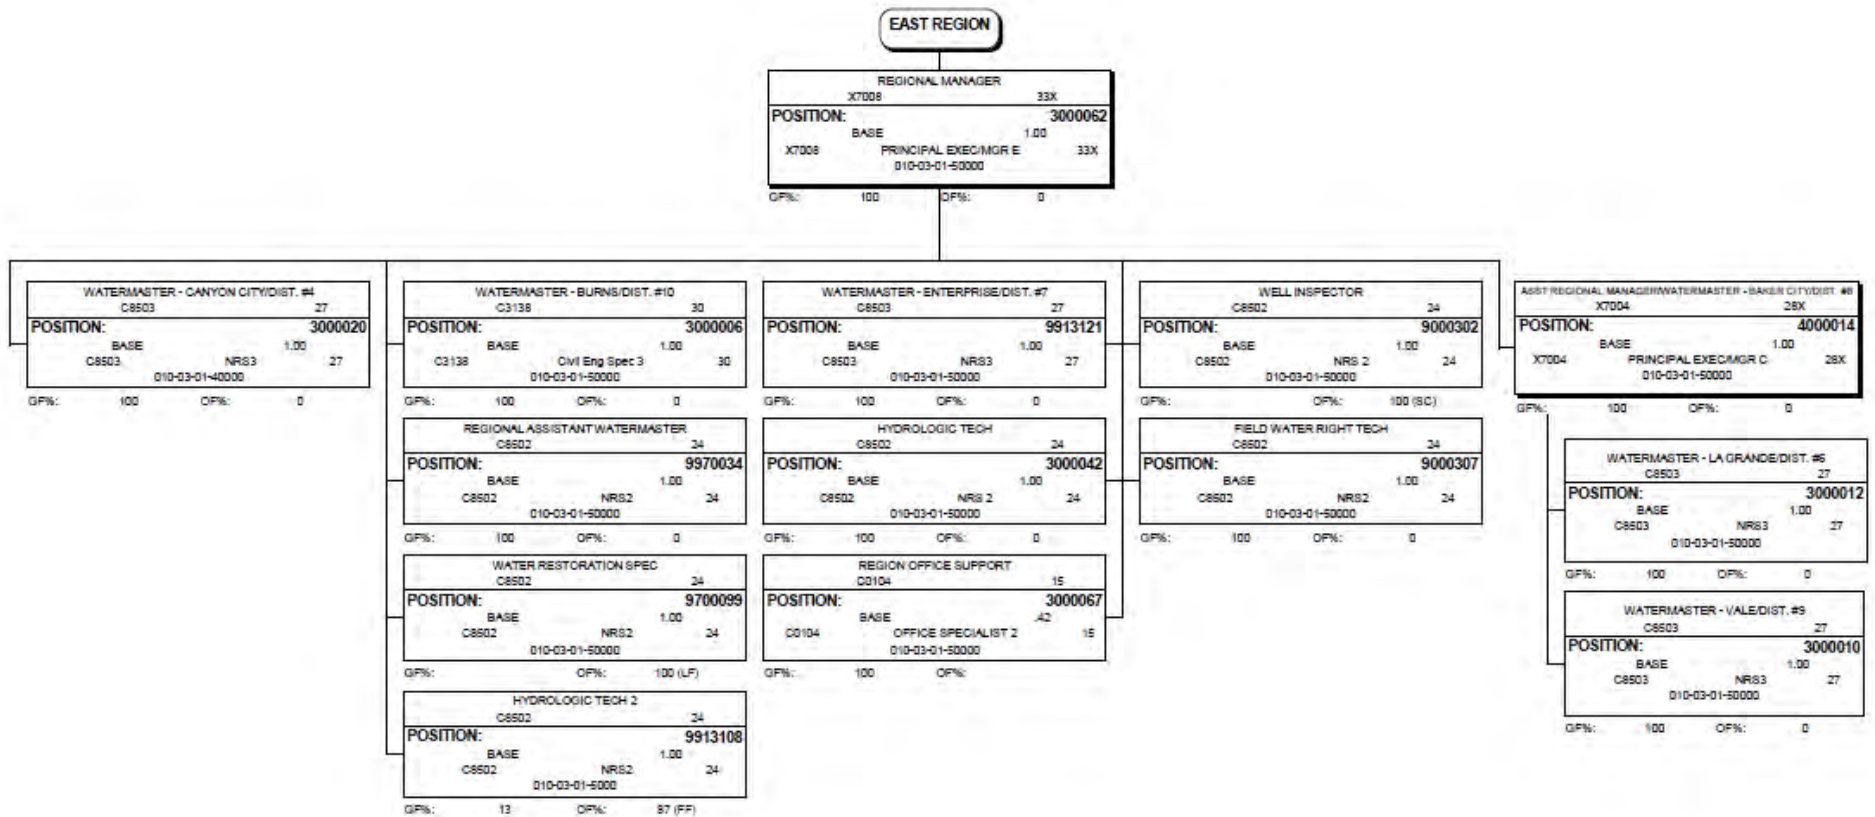 EAST REGION
REGIONAL MANAGER
X7008 33X
POSITION: 3000062
BASE 1.00
X7008 PRINCIPAL EXEC/MGR E 33X
010-03-01-50000
GF%: 100 OF%: 0
WATERMASTER - CANYON CITY/DIST. #4
C8503 27
POSITION: 3000020
BASE 1.00
C8503 NRS3 27
010-03-01-40000
GF%: 100 OF%: 0
WATERMASTER - BURNS/DIST. #10
C3138 30
POSITION: 3000006
BASE 1.00
C3138 Civil Eng Spec 3 30
010-03-01-50000
GF%: 100 OF%: 0
REGIONAL ASSISTANT WATERMASTER
C8502 24
POSITION: 9970034
BASE 1.00
C8502 NRS2 24
010-03-01-50000
GF%: 100 OF%: 0
WATER RESTORATION SPEC
C8502 24
POSITION: 9700099
BASE 1.00
C8502 NRS2 24
010-03-01-50000
GF%: OF%: 100 (LF)
HYDROLOGIC TECH 2
C8502 24
POSITION: 9913108
BASE 1.00
C8502 NRS2 24
010-03-01-5000
GF%: 13 OF%: 87 (FF)
WATERMASTER - ENTERPRISE/DIST. #7
C8503 27
POSITION: 9913121
BASE 1.00
C8503 NRS3 27
010-03-01-50000
GF%: 100 OF%: 0
HYDROLOGIC TECH
C8502 24
POSITION: 3000042
BASE 1.00
C8502 NRS 2 24
010-03-01-50000
GF%: 100 OF%: 0
REGION OFFICE SUPPORT
C0104 15
POSITION: 3000067
BASE .42
C0104 OFFICE SPECIALIST 2 15
010-03-01-50000
GF%: 100 OF%:
WELL INSPECTOR
C8502 24
POSITION: 9000302
BASE 1.00
C8502 NRS 2 24
010-03-01-50000
GF%: OF%: 100 (SC)
FIELD WATER RIGHT TECH
C8502 24
POSITION: 9000307
BASE 1.00
C8502 NRS2 24
010-03-01-50000
GF%: 100 OF%: 0
ASST REGIONAL MANAGER/WATERMASTER - BAKER CITY/DIST #8
X7004 28X
POSITION: 4000014
BASE 1.00
X7004 PRINCIPAL EXEC/MGR C 28X
010-03-01-50000
GF%: 100 OF%: 0
WATERMASTER - LA GRANDE/DIST. #6
C8503 27
POSITION: 3000012
BASE 1.00
C8503 NRS3 27
010-03-01-50000
GF%: 100 OF%: 0
WATERMASTER - VALE/DIST. #9
C8503 27
POSITION: 3000010
BASE 1.00
C8503 NRS3 27
010-03-01-50000
GF%: 100 OF%: 0